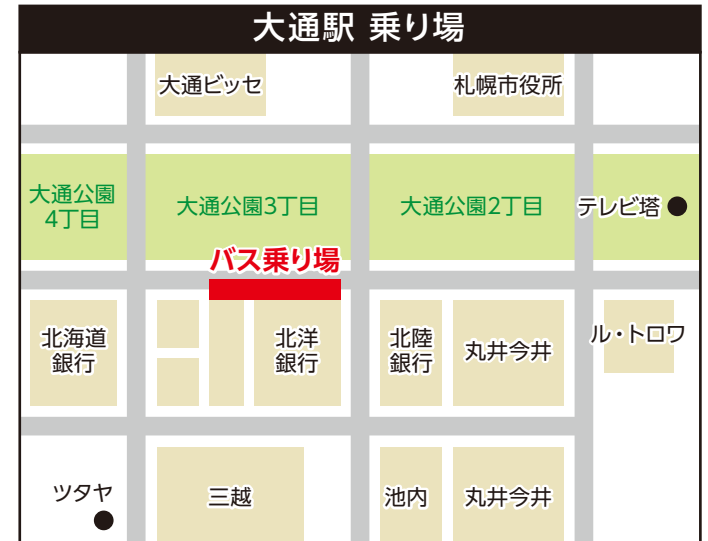 大通駅 乗り場
大通ビッセ
札幌市役所
大通公園
4丁目
大通公園3丁目
大通公園2丁目
テレビ塔
バス乗り場
北海道
銀行
北洋
銀行
北陸
銀行
丸井今井
ル・トロワ
ツタヤ
三越
池内
丸井今井